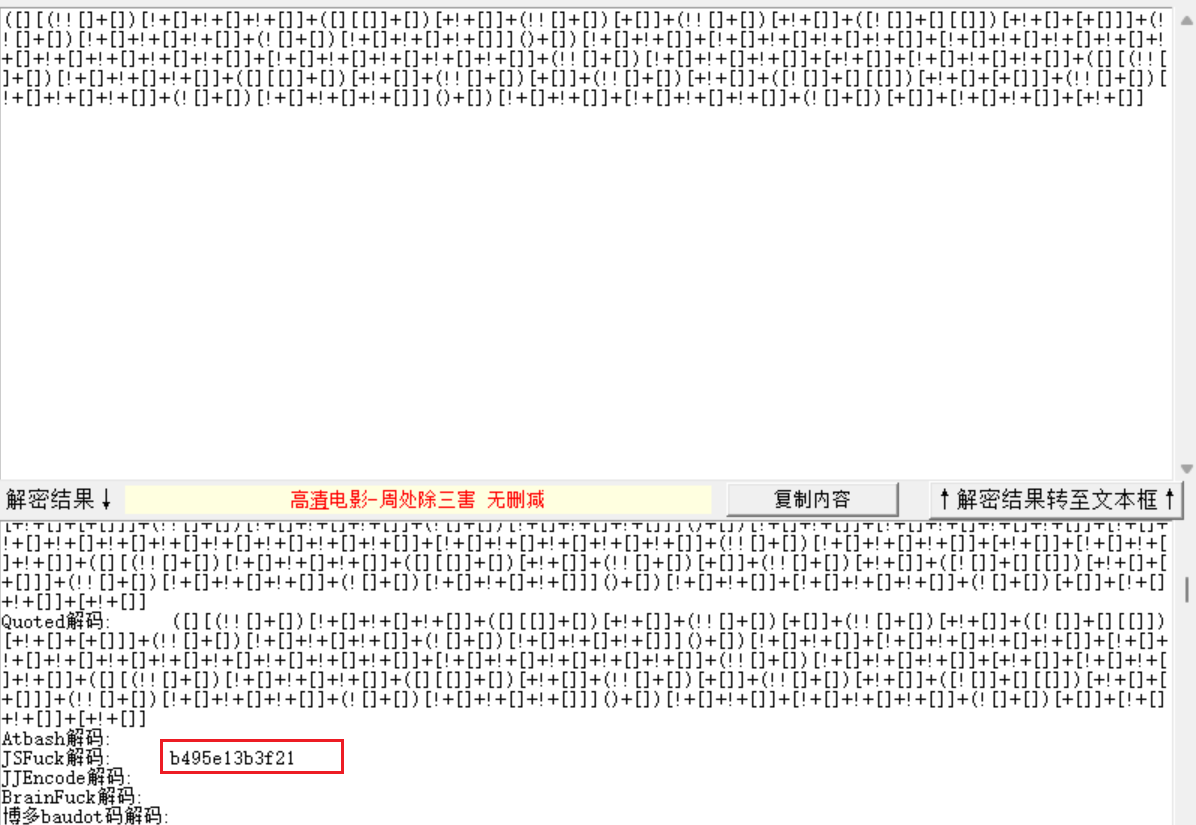 ([][(!![]+[])[!+[]+!+[]+!+[]]+([][[]]+[])[+!+[]]+(!![]+[])[+[]]+(!![]+[])[+!+[]]+([![]]+[][[]])[+!+[]+[+[]]]+(!
![]+[])[!+[]+!+[]+!+[]]+(![]+[])[!+[]+!+[]+!+[]]]()+[])[!+[]+!+[]]+[!+[]+!+[]+!+[]+!+[]]+[!+[]+!+[]+!+[]+!+[]+!
+[]+!+[]+!+[]+!+[]+!+[]]+[!+[]+!+[]+!+[]+!+[]+!+[]]+(!![]+[])[!+[]+!+[]+!+[]]+[+!+[]]+[!+[]+!+[]+!+[]]+([][(!![
]+[])[!+[]+!+[]+!+[]]+([][[]]+[])[+!+[]]+(!![]+[])[+[]]+(!![]+[])[+!+[]]+([![]]+[][[]])[+!+[]+[+[]]]+(!![]+[])[
!+[]+!+[]+!+[]]+(![]+[])[!+[]+!+[]+!+[]]]()+[])[!+[]+!+[]]+[!+[]+!+[]+!+[]]+(![]+[])[+[]]+[!+[]+!+[]]+[+!+[]]
解密结果↓ 高清电影-周处除三害 无删减 复制内容 ↑解密结果转至文本框↑
!+[]+!+[]+!+[]+!+[]+!+[]+!+[]+!+[]+!+[]]+[!+[]+!+[]+!+[]+!+[]+!+[]]+(!![]+[])[!+[]+!+[]+!+[]]+[+!+[]]+[!+[]+!+[
]+!+[]]+([][(!![]+[])[!+[]+!+[]+!+[]]+([][[]]+[])[+!+[]]+(!![]+[])[+[]]+(!![]+[])[+!+[]]+([![]]+[][[]])[+!+[]+[
+[]]]+(!![]+[])[!+[]+!+[]+!+[]]+(![]+[])[!+[]+!+[]+!+[]]]()+[])[!+[]+!+[]]+[!+[]+!+[]+!+[]]+(![]+[])[+[]]+[!+[]
+!+[]]+[+!+[]]
Quoted解码: ([][(!![]+[])[!+[]+!+[]+!+[]]+([][[]]+[])[+!+[]]+(!![]+[])[+[]]+(!![]+[])[+!+[]]+([![]]+[][[]])
[+!+[]+[+[]]]+(!![]+[])[!+[]+!+[]+!+[]]+(![]+[])[!+[]+!+[]+!+[]]]()+[])[!+[]+!+[]]+[!+[]+!+[]+!+[]+!+[]]+[!+[]+
!+[]+!+[]+!+[]+!+[]+!+[]+!+[]+!+[]+!+[]]+[!+[]+!+[]+!+[]+!+[]+!+[]]+(!![]+[])[!+[]+!+[]+!+[]]+[+!+[]]+[!+[]+!+[
]+!+[]]+([][(!![]+[])[!+[]+!+[]+!+[]]+([][[]]+[])[+!+[]]+(!![]+[])[+[]]+(!![]+[])[+!+[]]+([![]]+[][[]])[+!+[]+[
+[]]]+(!![]+[])[!+[]+!+[]+!+[]]+(![]+[])[!+[]+!+[]+!+[]]]()+[])[!+[]+!+[]]+[!+[]+!+[]+!+[]]+(![]+[])[+[]]+[!+[]
+!+[]]+[+!+[]]
Atbash解码:
JSFuck解码: b495e13b3f21
JJEncode解码:
BrainFuck解码:
博多baudot码解码: